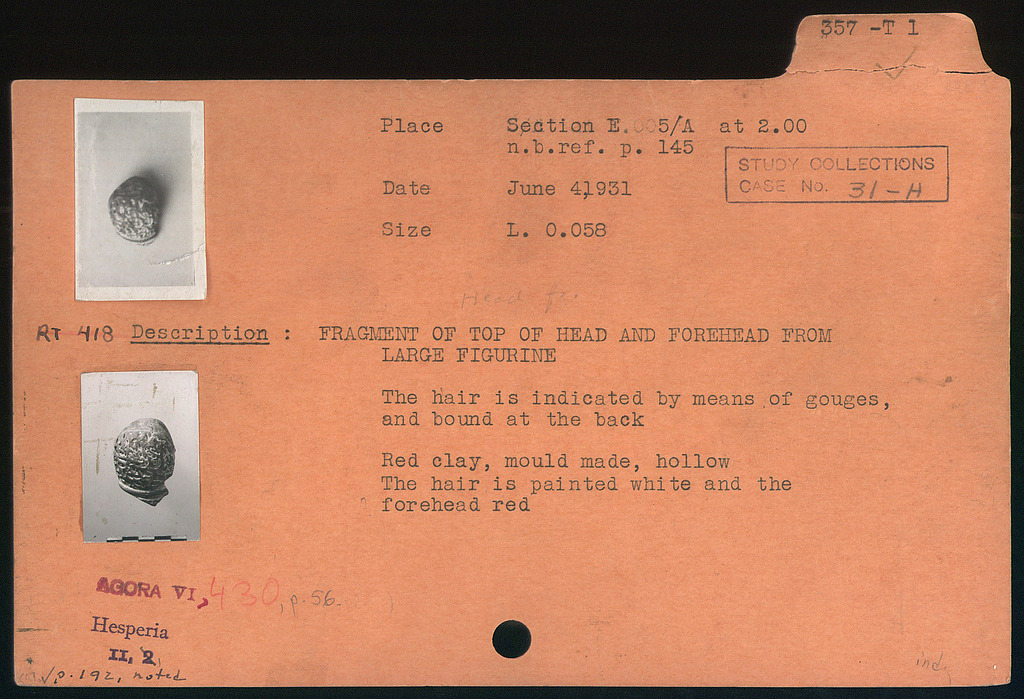 357 -T 1
Place Section E. 5/A at 2.00
n.b.ref. p. 145
STUDY COLLECTIONS
CASE No. 31-H
Date June 4,1931
Size L. 0.058
Head fr.
RT 418 Description : FRAGMENT OF TOP OF HEAD AND FOREHEAD FROM
LARGE FIGURINE
The hair is indicated by means of gouges,
and bound at the back
Red clay, mould made, hollow
The hair is painted white and the
forehead red
AGORA VI, 430, p. 56.
Hesperia
II, 2
p. 192, noted